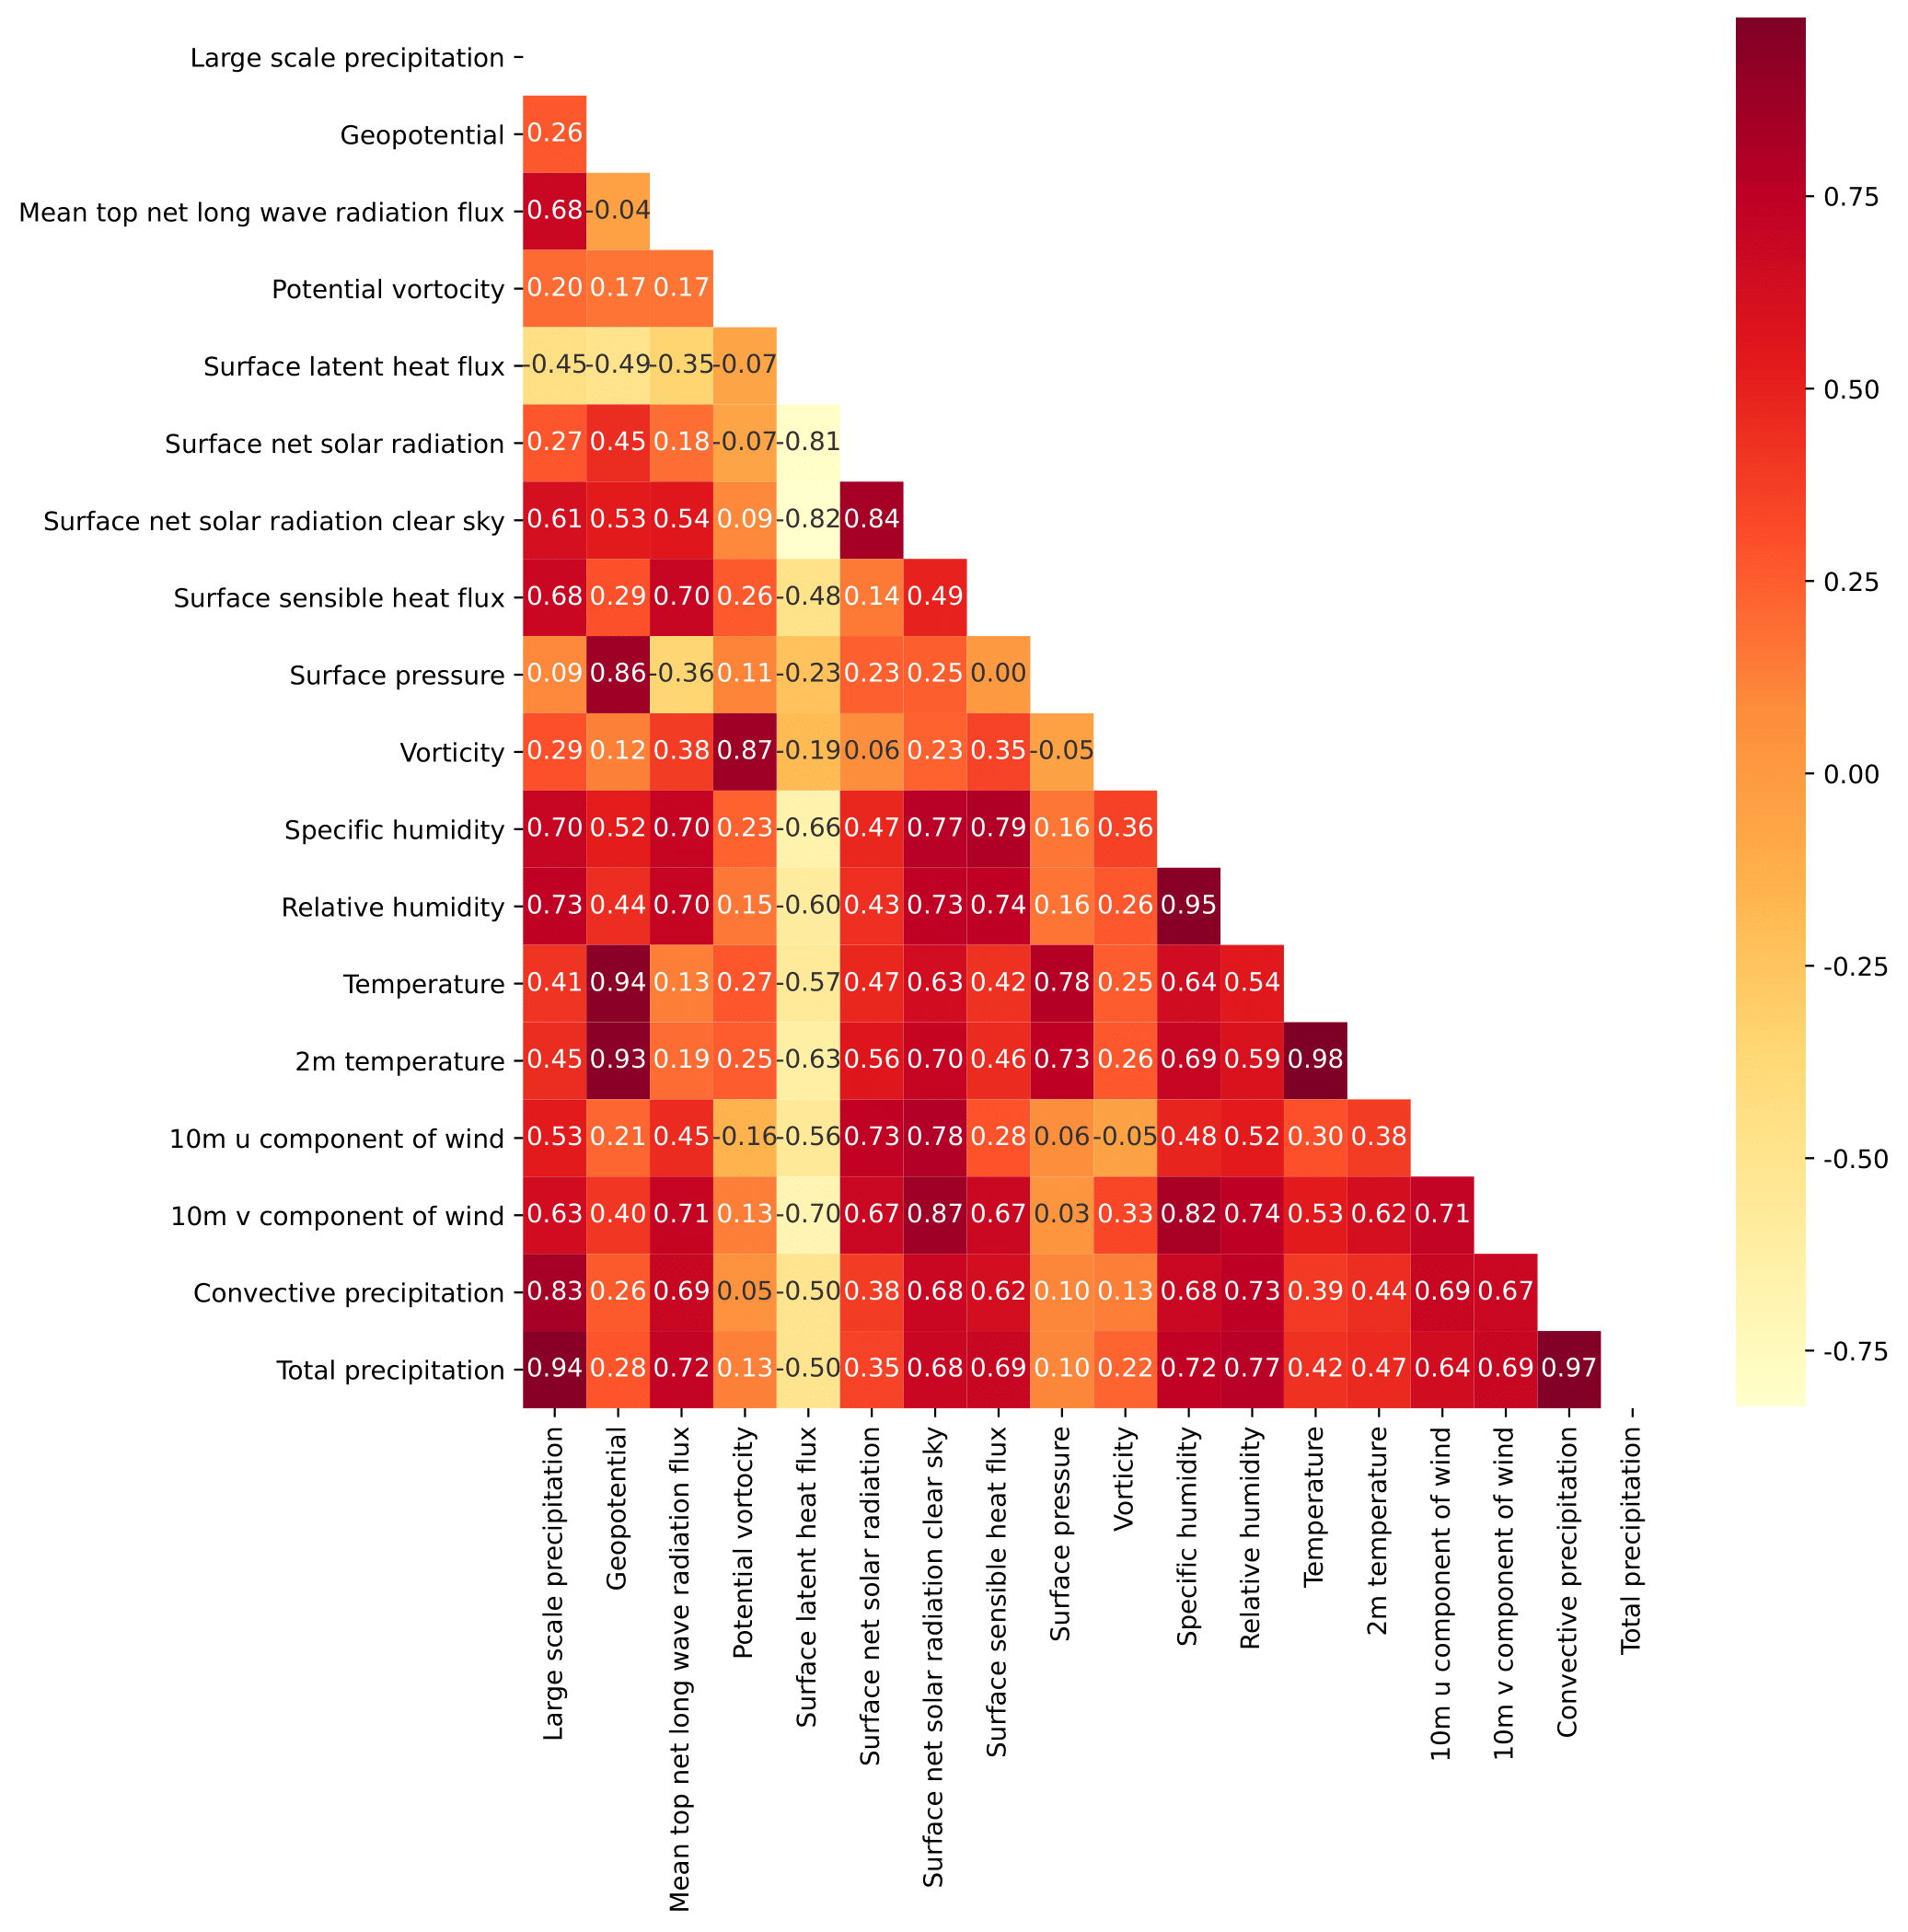 Large scale precipitation
Geopotential 0.26
Mean top net long wave radiation flux 0.68 -0.04
Potential vortocity 0.20 0.17 0.17
Surface latent heat flux -0.45 -0.49 -0.35 -0.07
Surface net solar radiation 0.27 0.45 0.18 -0.07 -0.81
Surface net solar radiation clear sky 0.61 0.53 0.54 0.09 -0.82 0.84
Surface sensible heat flux 0.68 0.29 0.70 0.26 -0.48 0.14 0.49
Surface pressure 0.09 0.86 -0.36 0.11 -0.23 0.23 0.25 0.00
Vorticity 0.29 0.12 0.38 0.87 -0.19 0.06 0.23 0.35 -0.05
Specific humidity 0.70 0.52 0.70 0.23 -0.66 0.47 0.77 0.79 0.16 0.36
Relative humidity 0.73 0.44 0.70 0.15 -0.60 0.43 0.73 0.74 0.16 0.26 0.95
Temperature 0.41 0.94 0.13 0.27 -0.57 0.47 0.63 0.42 0.78 0.25 0.64 0.54
2m temperature 0.45 0.93 0.19 0.25 -0.63 0.56 0.70 0.46 0.73 0.26 0.69 0.59 0.98
10m u component of wind 0.53 0.21 0.45 -0.16 -0.56 0.73 0.78 0.28 0.06 -0.05 0.48 0.52 0.30 0.38
10m v component of wind 0.63 0.40 0.71 0.13 -0.70 0.67 0.87 0.67 0.03 0.33 0.82 0.74 0.53 0.62 0.71
Convective precipitation 0.83 0.26 0.69 0.05 -0.50 0.38 0.68 0.62 0.10 0.13 0.68 0.73 0.39 0.44 0.69 0.67
Total precipitation 0.94 0.28 0.72 0.13 -0.50 0.35 0.68 0.69 0.10 0.22 0.72 0.77 0.42 0.47 0.64 0.69 0.97
Large scale precipitation
Geopotential
Mean top net long wave radiation flux
Potential vortocity
Surface latent heat flux
Surface net solar radiation
Surface net solar radiation clear sky
Surface sensible heat flux
Surface pressure
Vorticity
Specific humidity
Relative humidity
Temperature
2m temperature
10m u component of wind
10m v component of wind
Convective precipitation
Total precipitation
0.75
0.50
0.25
0.00
-0.25
-0.50
-0.75